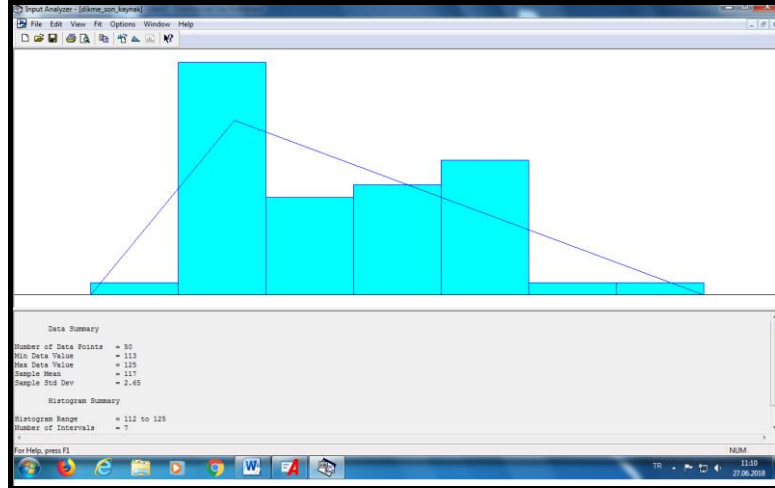 Input Analyzer - [dikme_son_kaynak]
File Edit View Fit Options Window Help
Data Summary
Number of Data Points = 50
Min Data Value = 113
Max Data Value = 125
Sample Mean = 117
Sample Std Dev = 2.65
Histogram Summary
Histogram Range = 112 to 125
Number of Intervals = 7
For Help, press F1
NUM
TR
11:10
27.06.2018